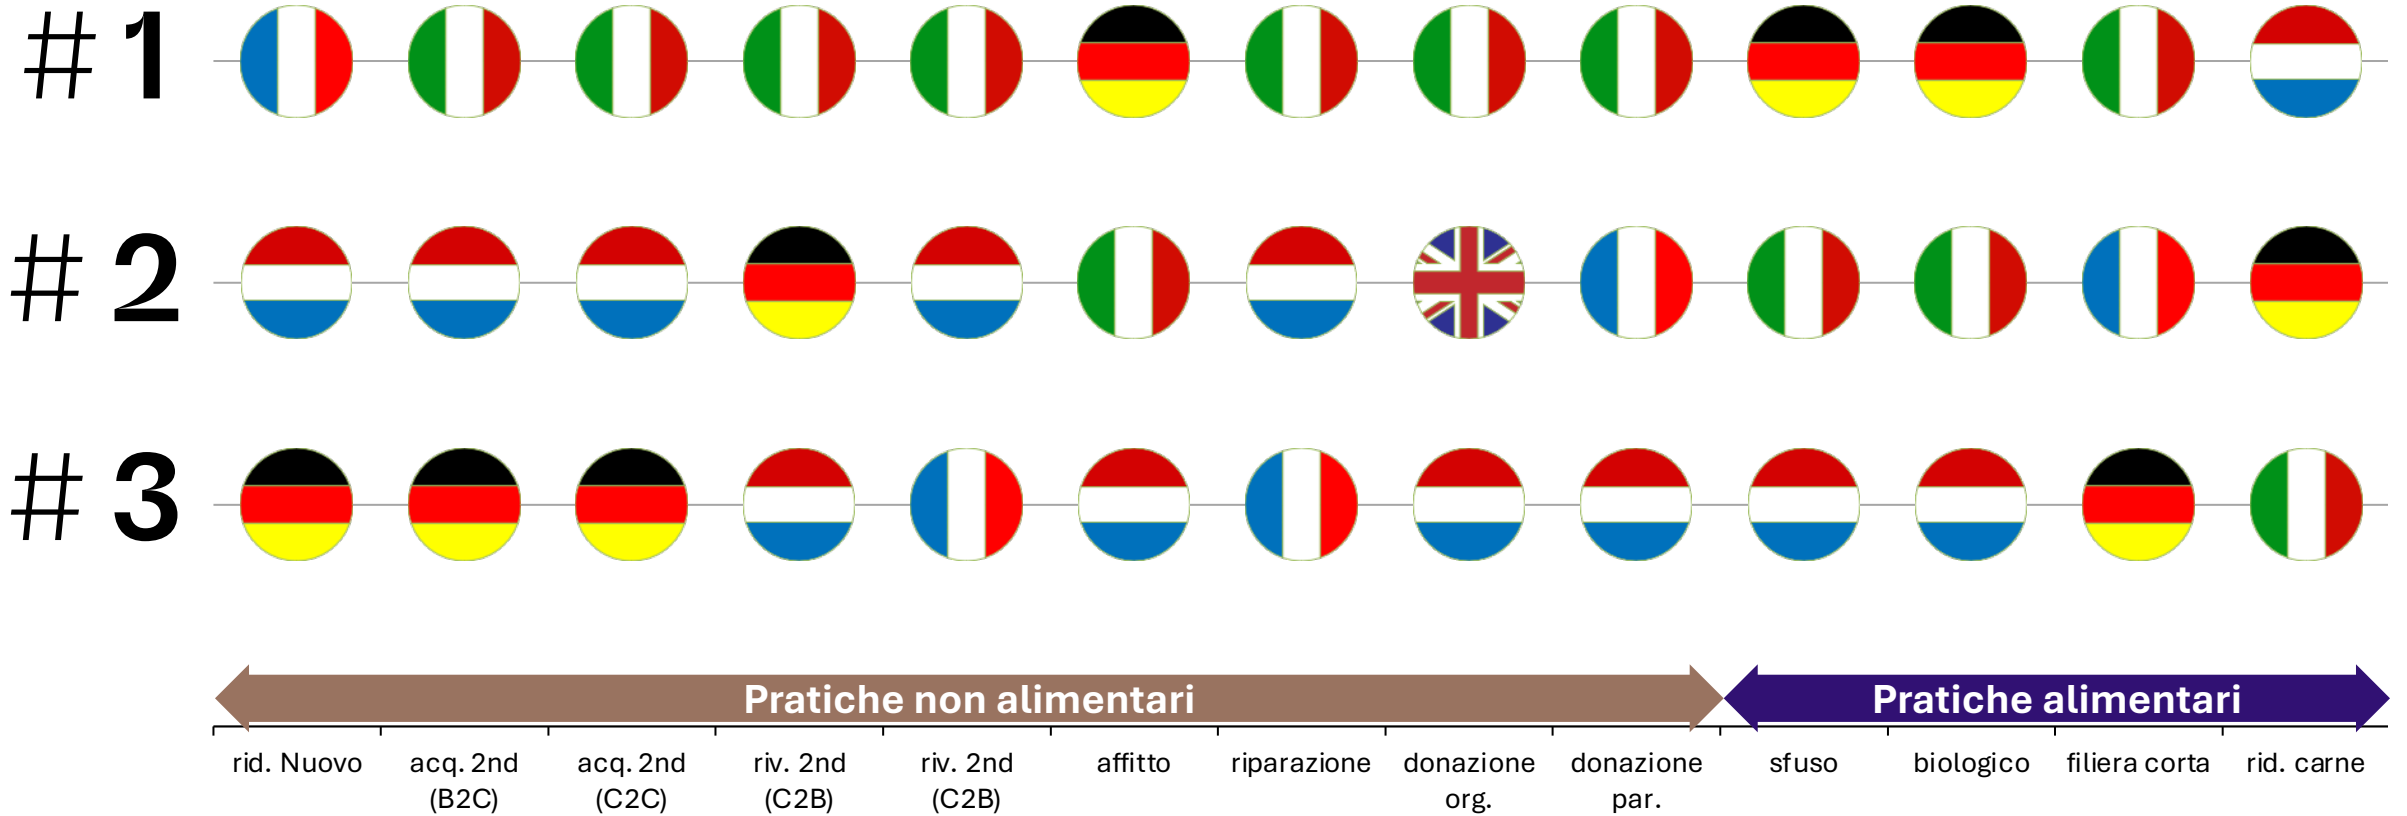 # 1
# 2
# 3
Pratiche non alimentari
Pratiche alimentari
rid. Nuovo
acq. 2nd
(B2C)
acq. 2nd
(C2C)
riv. 2nd
(C2B)
riv. 2nd
(C2B)
affitto
riparazione
donazione
org.
donazione
par.
sfuso
biologico
filiera corta
rid. carne